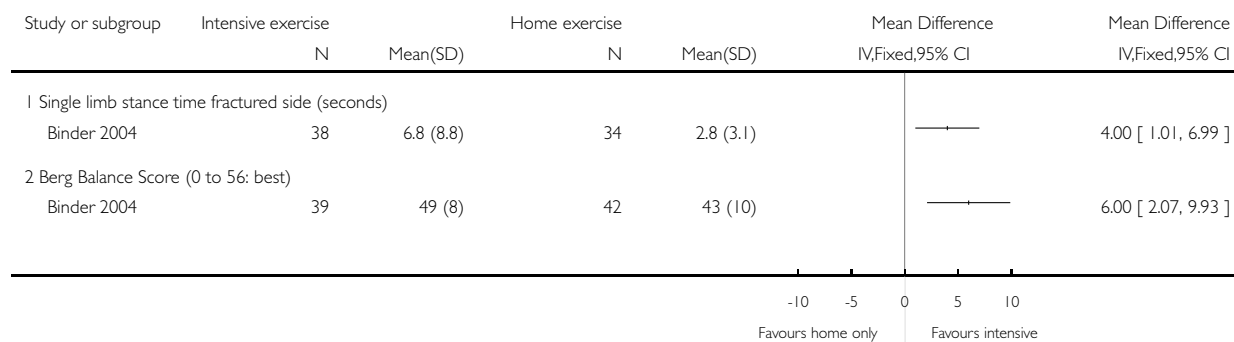 Study or subgroup Intensive exercise Home exercise Mean Difference Mean Difference
N Mean(SD) N Mean(SD) IV,Fixed,95% CI IV,Fixed,95% CI
1 Single limb stance time fractured side (seconds)
Binder 2004 38 6.8 (8.8) 34 2.8 (3.1) 4.00 [ 1.01, 6.99 ]
2 Berg Balance Score (0 to 56: best)
Binder 2004 39 49 (8) 42 43 (10) 6.00 [ 2.07, 9.93 ]
-10 -5 0 5 10
Favours home only Favours intensive